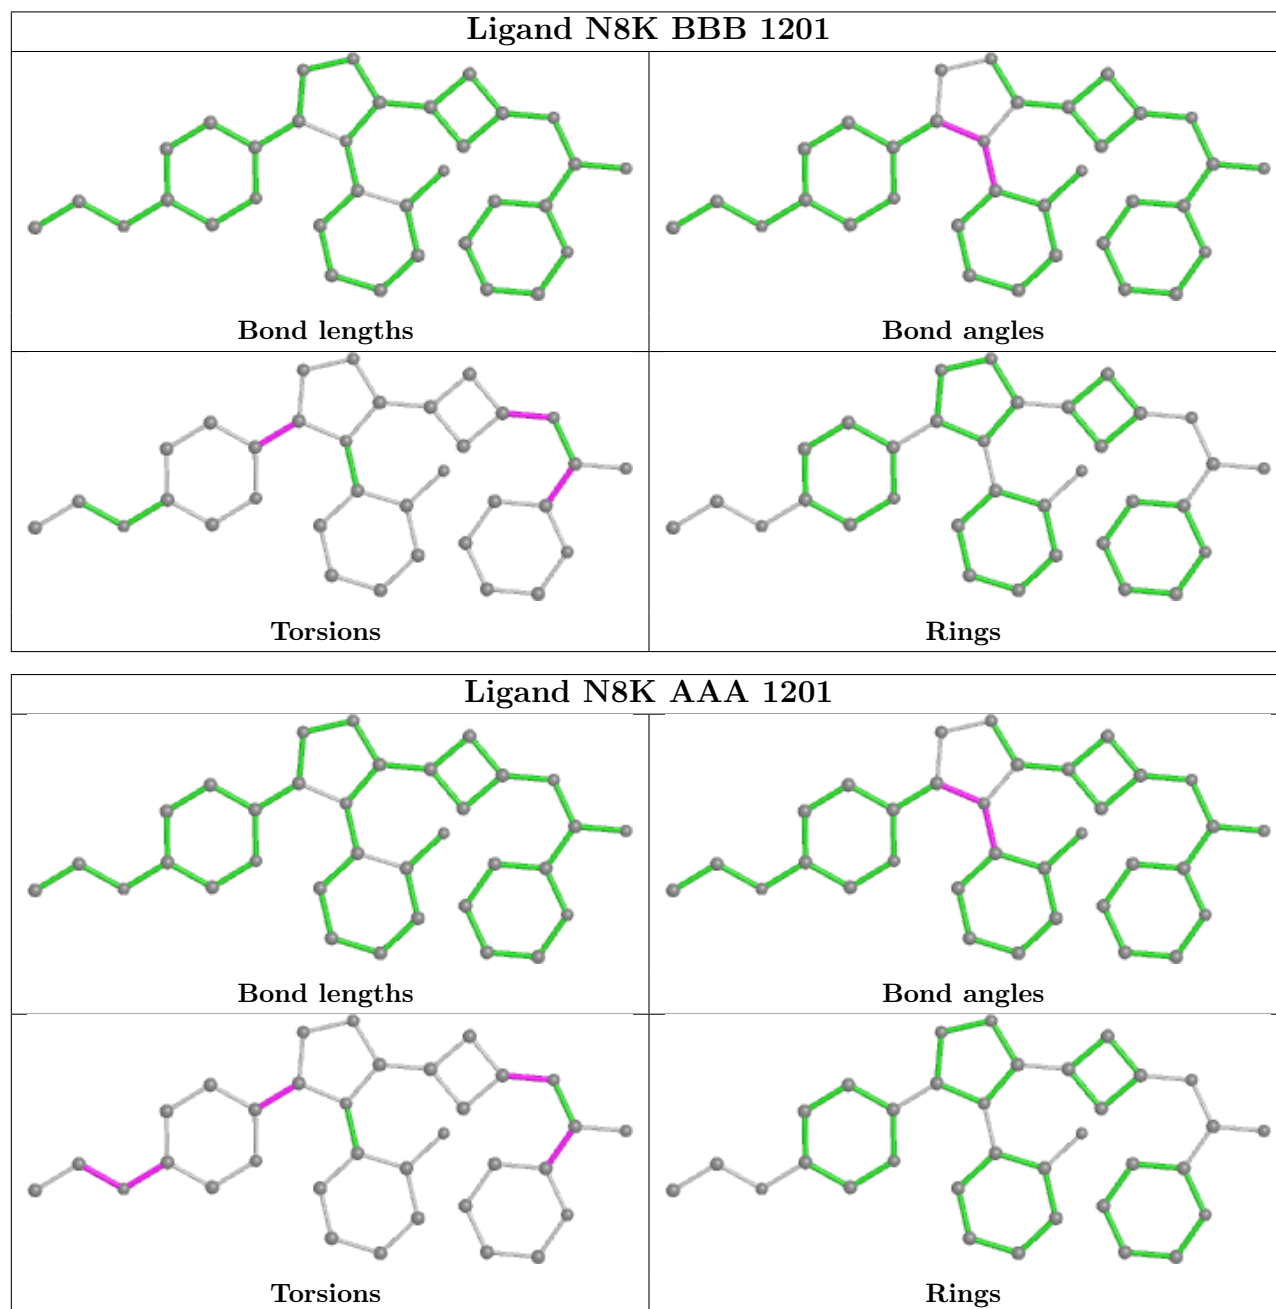 Ligand N8K BBB 1201
Bond lengths
Bond angles
Torsions
Rings
Ligand N8K AAA 1201
Bond lengths
Bond angles
Torsions
Rings